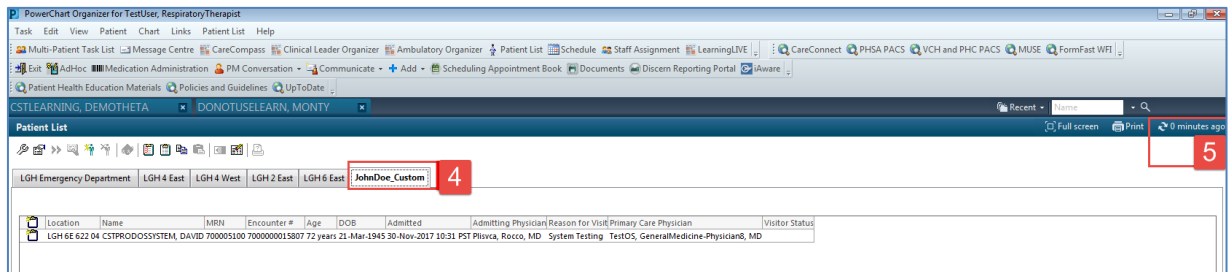 PowerChart Organizer for TestUser, RespiratoryTherapist
Task Edit View Patient Chart Links Patient List Help
Multi-Patient Task List Message Centre CareCompass Clinical Leader Organizer Ambulatory Organizer Patient List Schedule Staff Assignment LearningLIVE CareConnect PHSA PACS VCH and PHC PACS MUSE FormFast WFI
Exit AdHoc Medication Administration PM Conversation Communicate Add Scheduling Appointment Book Documents Discern Reporting Portal iAware
Patient Health Education Materials Policies and Guidelines UpToDate
CSTLEARNING, DEMOTHETA DONOTUSELEARN, MONTY Recent Name
Patient List Full screen Print 0 minutes ago
5
LGH Emergency Department LGH 4 East LGH 4 West LGH 2 East LGH 6 East JohnDoe_Custom 4
Location Name MRN Encounter # Age DOB Admitted Admitting Physician Reason for Visit Primary Care Physician Visitor Status
LGH 6E 622 04 CSTPRODOSSYSTEM, DAVID 700005100 7000000015807 72 years 21-Mar-1945 30-Nov-2017 10:31 PST Plisvca, Rocco, MD System Testing TestOS, GeneralMedicine-Physician8, MD